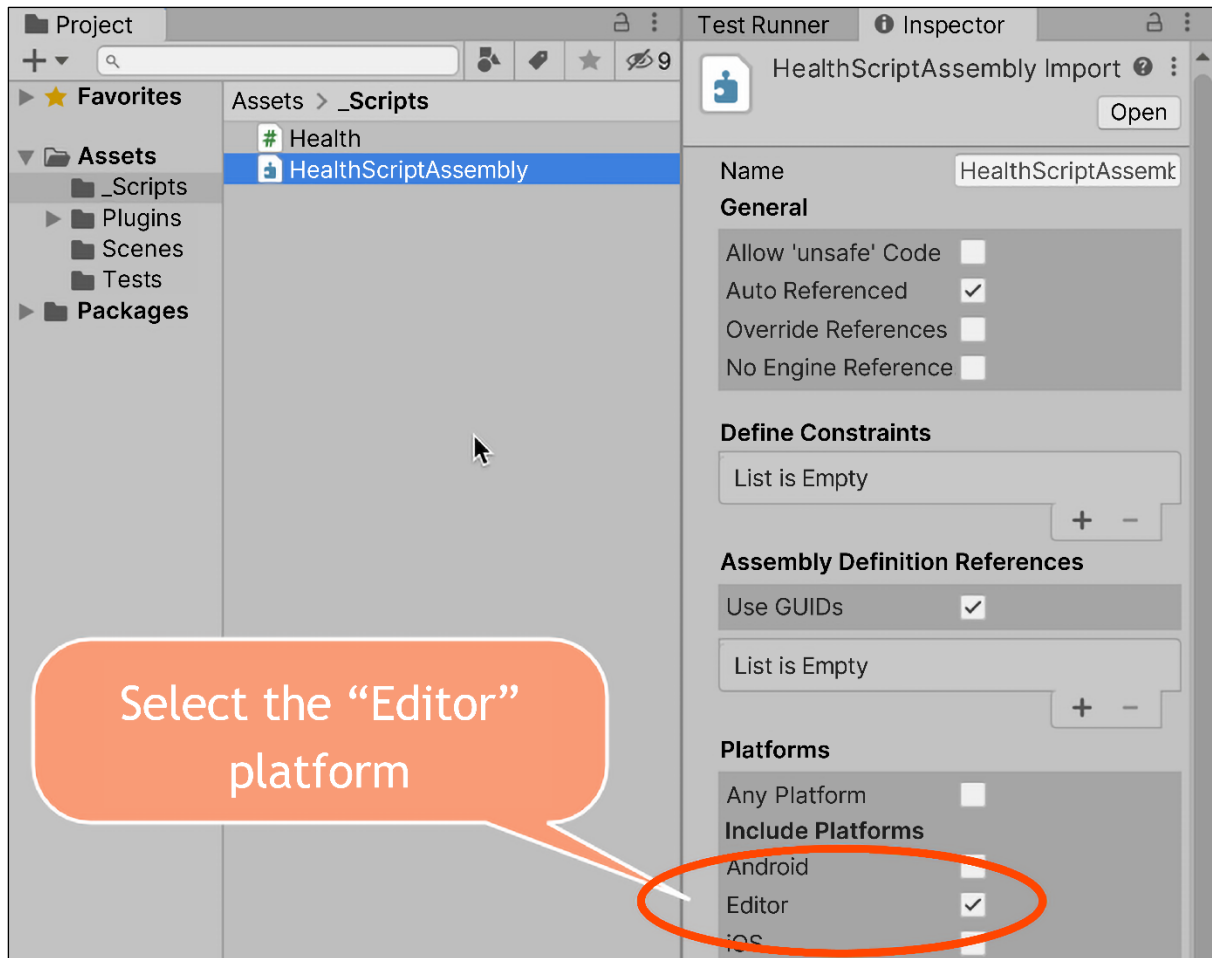 Project
9
Favorites
Assets
_Scripts
Plugins
Scenes
Tests
Packages
Assets > _Scripts
# Health
HealthScriptAssembly
Test Runner
Inspector
HealthScriptAssembly Import
Open
Name HealthScriptAssemb
General
Allow 'unsafe' Code
Auto Referenced
Override References
No Engine Reference
Define Constraints
List is Empty
+ −
Assembly Definition References
Use GUIDs
List is Empty
+ −
Platforms
Any Platform
Include Platforms
Android
Editor
iOS
Select the “Editor”
platform